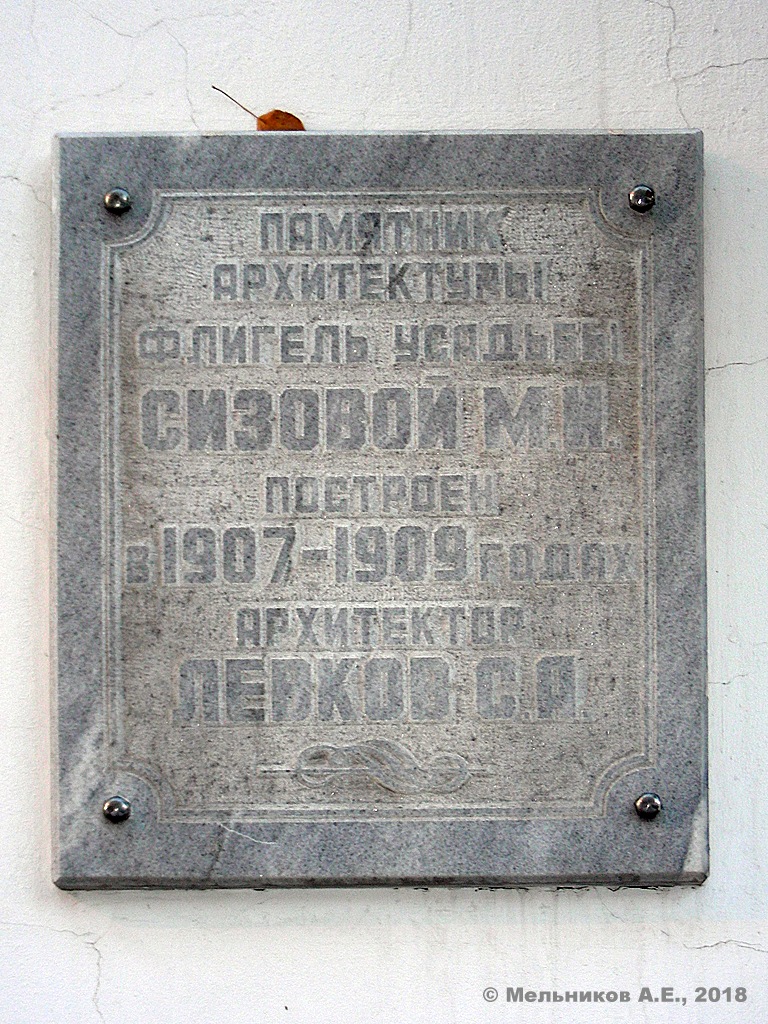 ПАМЯТНИК
АРХИТЕКТУРЫ
ФЛИГЕЛЬ УСАДЬБЫ
СИЗОВОЙ М.И.
ПОСТРОЕН
В 1907-1909 ГОДАХ
АРХИТЕКТОР
ЛЕВКОВ С.Я.
© Мельников А.Е., 2018